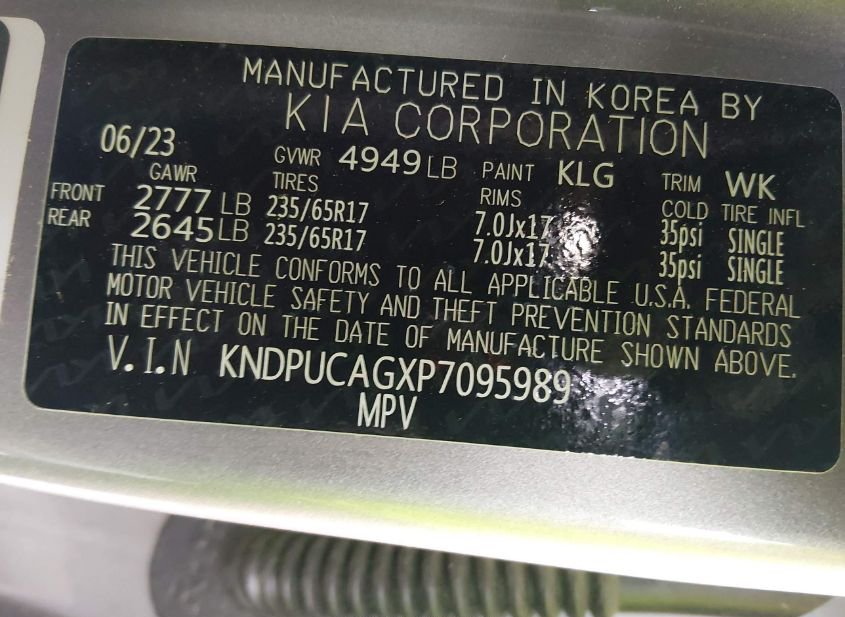 MANUFACTURED IN KOREA BY
KIA CORPORATION
06/23 GVWR 4949 LB PAINT KLG TRIM WK
GAWR TIRES RIMS COLD TIRE INFL
FRONT 2777 LB 235/65R17 7.0Jx17 35psi SINGLE
REAR 2645 LB 235/65R17 7.0Jx17 35psi SINGLE
THIS VEHICLE CONFORMS TO ALL APPLICABLE U.S.A. FEDERAL
MOTOR VEHICLE SAFETY AND THEFT PREVENTION STANDARDS
IN EFFECT ON THE DATE OF MANUFACTURE SHOWN ABOVE.
V.I.N KNDPUCAGXP7095989
MPV